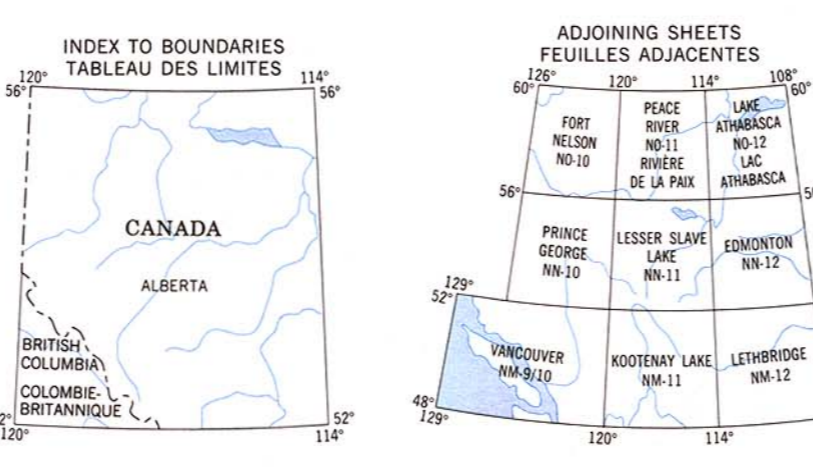 INDEX TO BOUNDARIES
TABLEAU DES LIMITES
120°
114°
56°
56°
CANADA
ALBERTA
BRITISH
COLUMBIA
COLOMBIE-
BRITANNIQUE
2°
52°
120°
114°
ADJOINING SHEETS
FEUILLES ADJACENTES
126°
120°
114°
108°
60°
60°
FORT
NELSON
NO-10
PEACE
RIVER
NO-11
RIVIÈRE
DE LA PAIX
LAKE
ATHABASCA
NO-12
LAC
ATHABASCA
56°
PRINCE
GEORGE
NN-10
LESSER SLAVE
LAKE
NN-11
EDMONTON
NN-12
129°
52°
VANCOUVER
NM-9/10
KOOTENAY LAKE
NM-11
LETHBRIDGE
NM-12
48°
129°
120°
114°